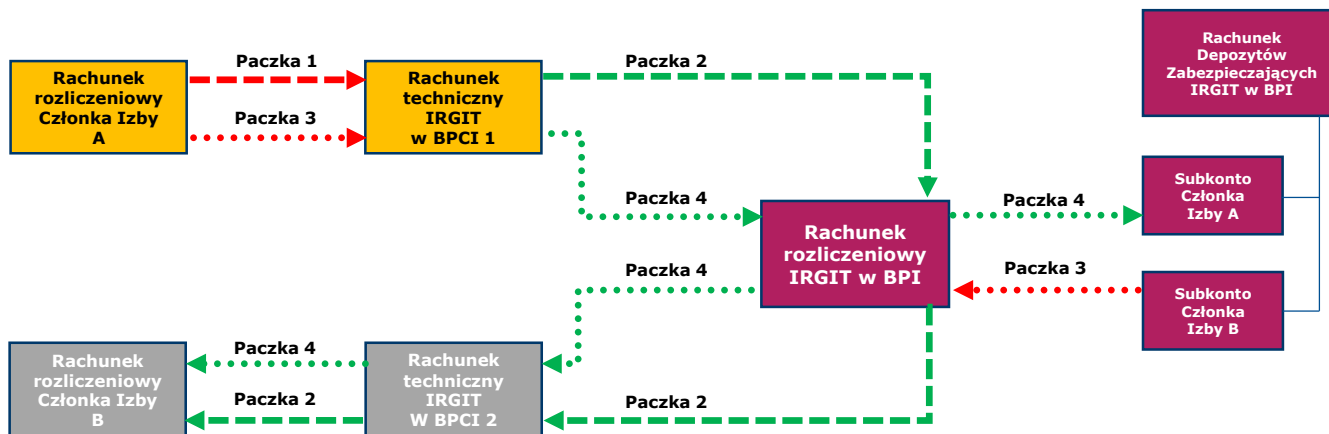 Rachunek
Depozytów
Zabezpieczających
IRGIT w BPI
Paczka 1
Paczka 2
Rachunek
rozliczeniowy
Członka Izby
A
Rachunek
techniczny
IRGIT
w BPCI 1
Paczka 3
Paczka 4
Paczka 4
Subkonto
Członka
Izby A
Rachunek
rozliczeniowy
IRGIT w BPI
Paczka 4
Paczka 3
Subkonto
Członka
Izby B
Paczka 4
Rachunek
rozliczeniowy
Członka Izby
B
Rachunek
techniczny
IRGIT
W BPCI 2
Paczka 2
Paczka 2